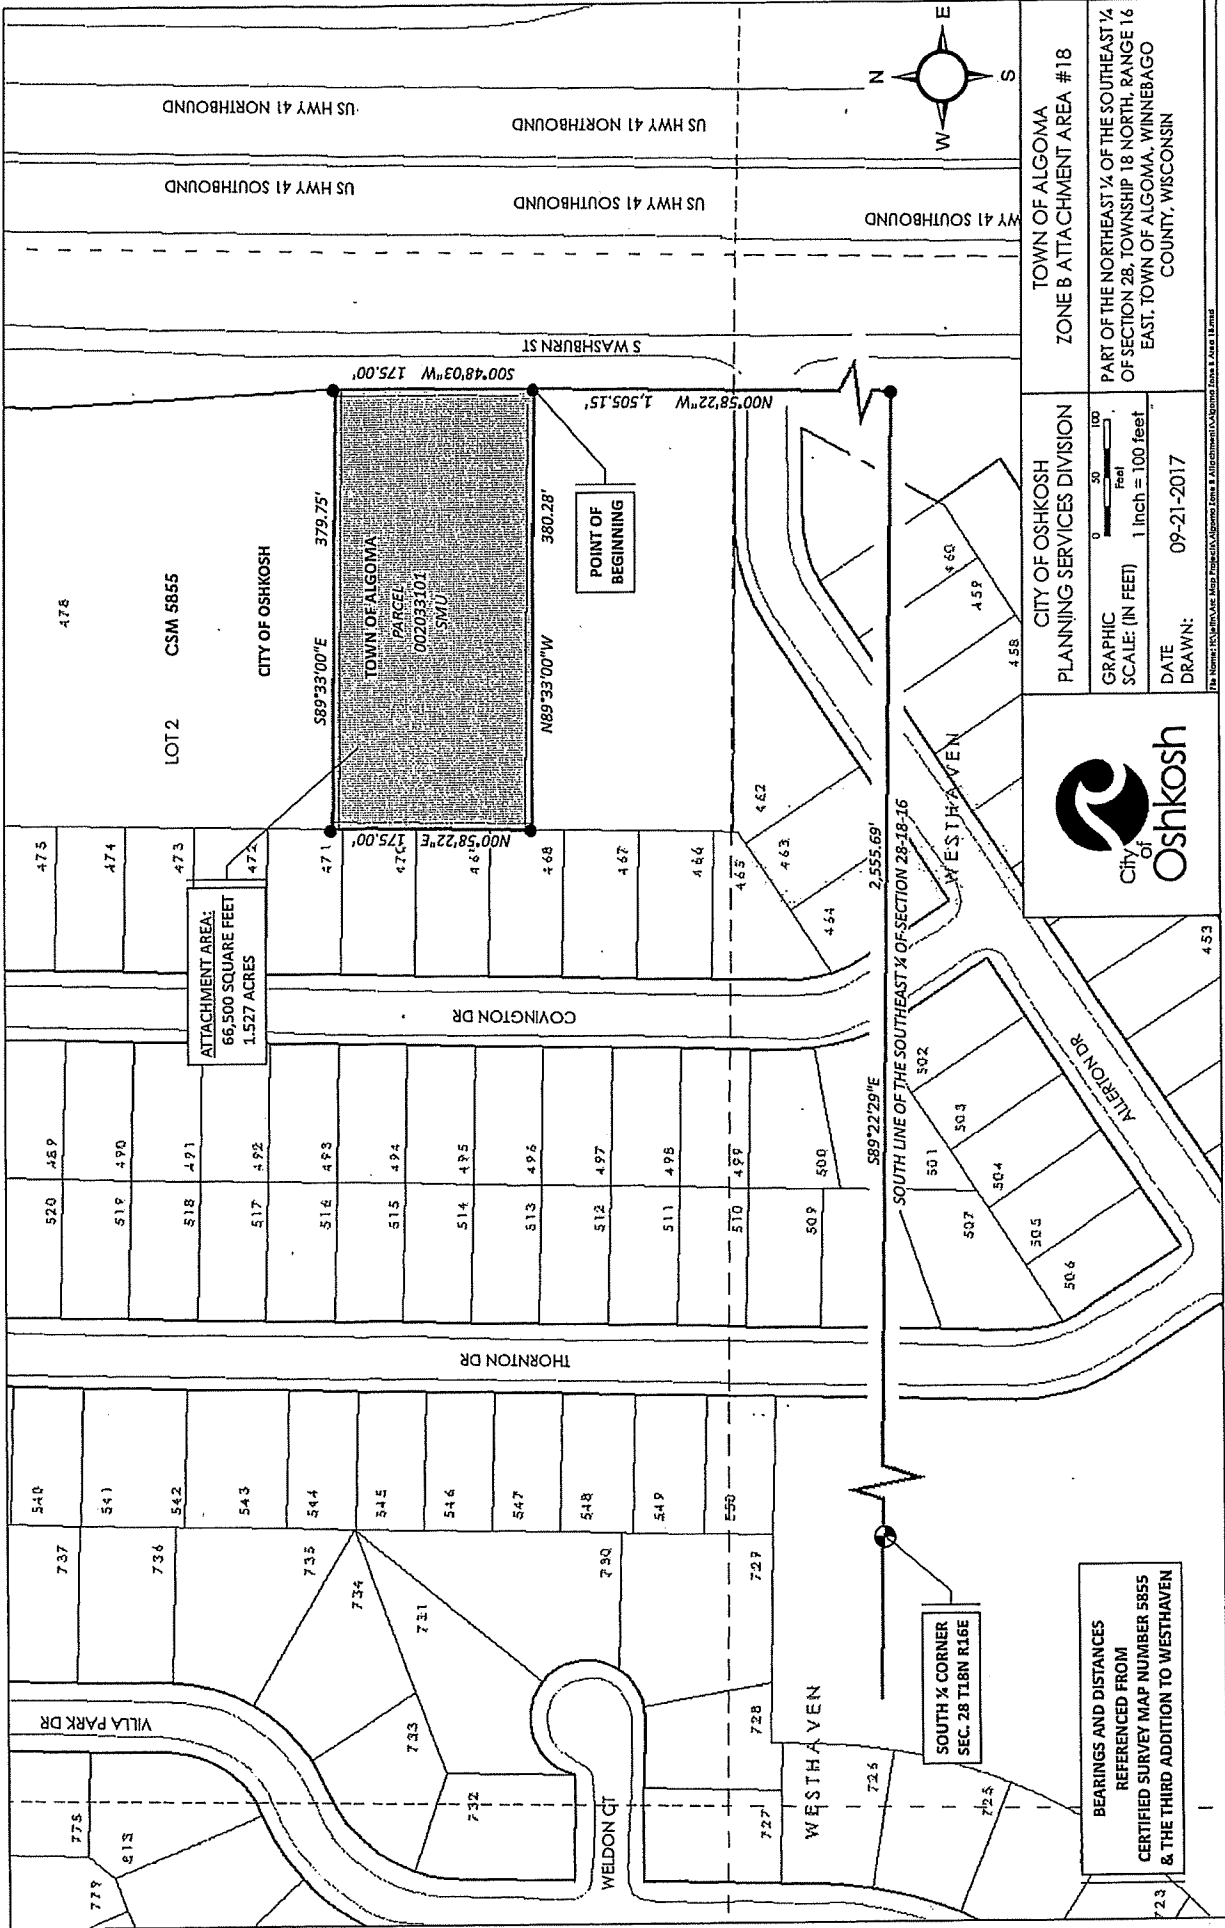 475
474
473
472
471
468
467
466
465
464
463
462
478
LOT 2
CSM 5855
CITY OF OSHKOSH
ATTACHMENT AREA:
66,500 SQUARE FEET
1.527 ACRES
S89°33'00"E
379.75'
TOWN OF ALGOMA
PARCEL
002033101
SMU
N00°58'22"E 175.00'
S00°48'03"W 175.00'
N89°33'00"W
380.28'
POINT OF
BEGINNING
N00°58'22"W 1,505.15'
S WASHBURN ST
US HWY 41 SOUTHBOUND
US HWY 41 NORTHBOUND
US HWY 41 SOUTHBOUND
US HWY 41 NORTHBOUND
WY 41 SOUTHBOUND
N
E
S
W
COVINGTON DR
489
490
491
492
493
494
495
496
497
498
499
500
520
519
518
517
516
515
514
513
512
511
510
509
THORNTON DR
540
541
542
543
544
545
546
547
548
549
550
737
736
735
734
731
730
729
733
732
728
727
726
725
723
VILLA PARK DR
775
813
779
WELDON CT
WESTHAVEN
S89°22'29"E
2,555.69'
SOUTH LINE OF THE SOUTHEAST ¼ OF SECTION 28-18-16
SOUTH ¼ CORNER
SEC. 28 T18N R16E
501
502
503
504
505
506
507
ALLERTON DR
WESTHAVEN
460
459
458
453
BEARINGS AND DISTANCES
REFERENCED FROM
CERTIFIED SURVEY MAP NUMBER 5855
& THE THIRD ADDITION TO WESTHAVEN
City
of
Oshkosh
CITY OF OSHKOSH
PLANNING SERVICES DIVISION
GRAPHIC
SCALE: (IN FEET)
0 50 100
Feet
1 inch = 100 feet
DATE
DRAWN:
09-21-2017
TOWN OF ALGOMA
ZONE B ATTACHMENT AREA #18
PART OF THE NORTHEAST ¼ OF THE SOUTHEAST ¼
OF SECTION 28, TOWNSHIP 18 NORTH, RANGE 16
EAST, TOWN OF ALGOMA, WINNEBAGO
COUNTY, WISCONSIN